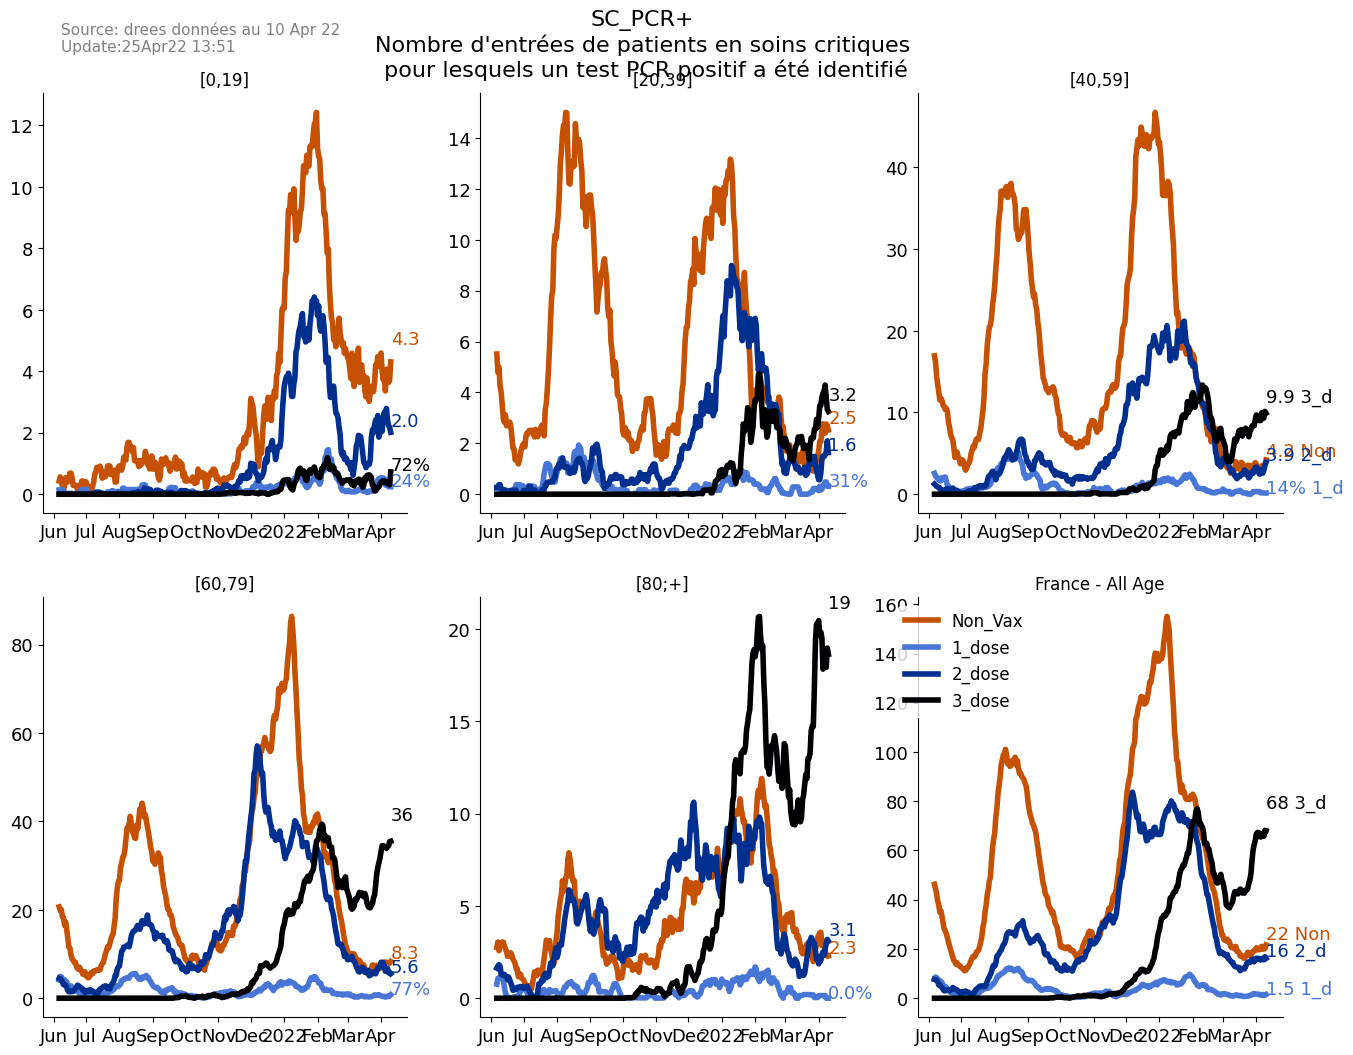 SC_PCR+
Source: drees données au 10 Apr 22
Nombre d'entrées de patients en soins critiques
Update:25Apr22 13:51
pour lesquels un test PCR positif a été identifié
[0,19]
[20,39]
[40,59]
12
10
8
6
4
2
0
4.3
2.0
72%
24%
Jun Jul Aug Sep Oct Nov Dec 2022 Feb Mar Apr
14
12
10
8
6
4
2
0
3.2
2.5
1.6
31%
Jun Jul Aug Sep Oct Nov Dec 2022 Feb Mar Apr
40
30
20
10
0
9.9 3_d
4.2 Non
3.9 2_d
14% 1_d
Jun Jul Aug Sep Oct Nov Dec 2022 Feb Mar Apr
[60,79]
[80;+]
France - All Age
80
60
40
20
0
36
8.3
5.6
77%
Jun Jul Aug Sep Oct Nov Dec 2022 Feb Mar Apr
20
15
10
5
0
19
3.1
2.3
0.0%
Jun Jul Aug Sep Oct Nov Dec 2022 Feb Mar Apr
160
140
120
100
80
60
40
20
0
Non_Vax
1_dose
2_dose
3_dose
68 3_d
22 Non
16 2_d
1.5 1_d
Jun Jul Aug Sep Oct Nov Dec 2022 Feb Mar Apr